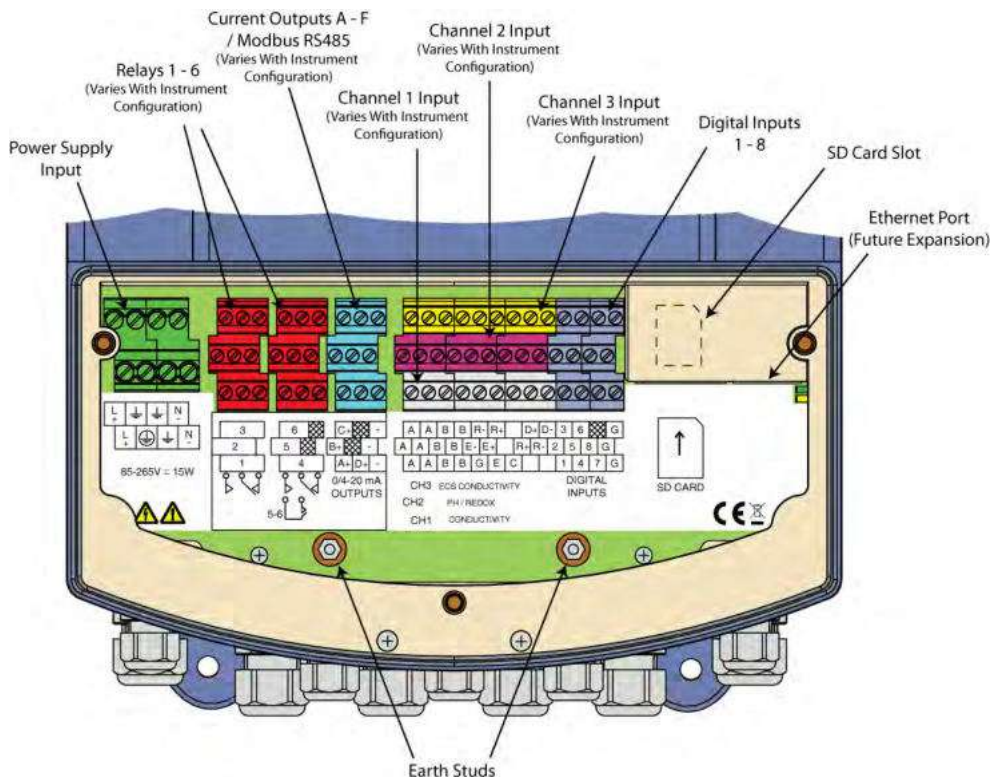 Current Outputs A - F
/ Modbus RS485
(Varies With Instrument
Configuration)
Channel 2 Input
(Varies With Instrument
Configuration)
Relays 1 - 6
(Varies With Instrument
Configuration)
Channel 1 Input
(Varies With Instrument
Configuration)
Channel 3 Input
(Varies With Instrument
Configuration)
Digital Inputs
1 - 8
SD Card Slot
Power Supply
Input
Ethernet Port
(Future Expansion)
L + N -
L + N -
85-265V = 15W
3 6
2 5
1 4
5-6
C+ -
B+ -
A+ D+ -
0/4-20 mA
OUTPUTS
A A B B R- R+ D+ D- 3 6 G
A A B B E- E+ R+ R- 2 5 8 G
A A B B G E C 1 4 7 G
CH3 ECS CONDUCTIVITY
CH2 PH / REDOX
CH1 CONDUCTIVITY
DIGITAL
INPUTS
SD CARD
CE
Earth Studs